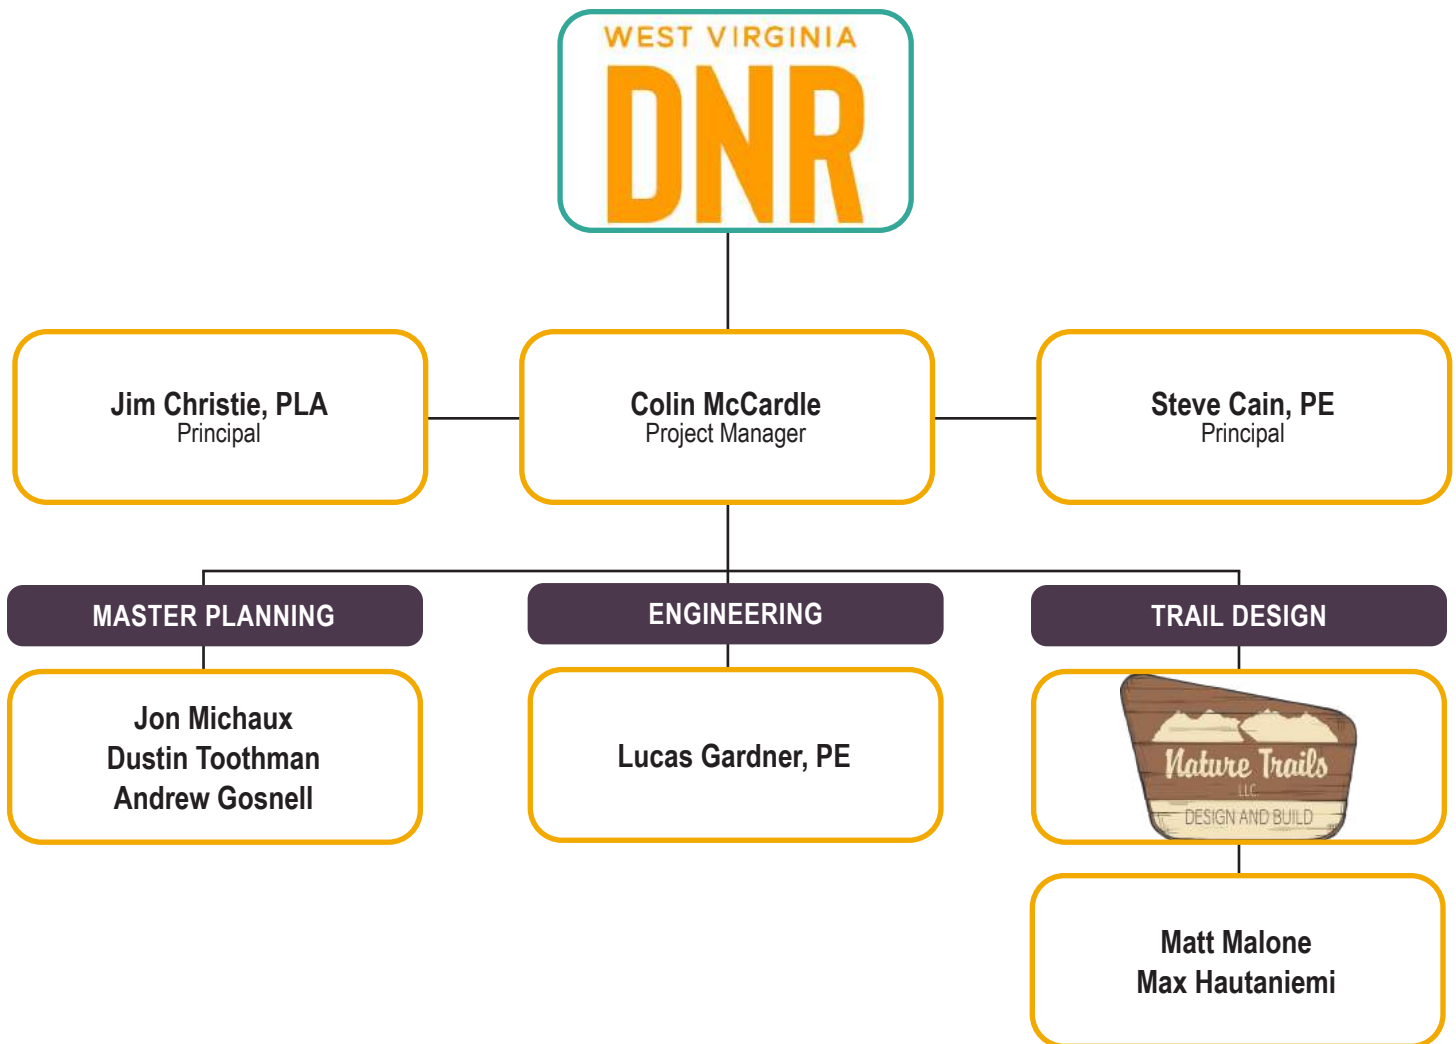 WEST VIRGINIA
DNR
Jim Christie, PLA
Principal
Colin McCardle
Project Manager
Steve Cain, PE
Principal
MASTER PLANNING
ENGINEERING
TRAIL DESIGN
Jon Michaux
Dustin Toothman
Andrew Gosnell
Lucas Gardner, PE
Nature Trails
LLC.
DESIGN AND BUILD
Matt Malone
Max Hautaniemi